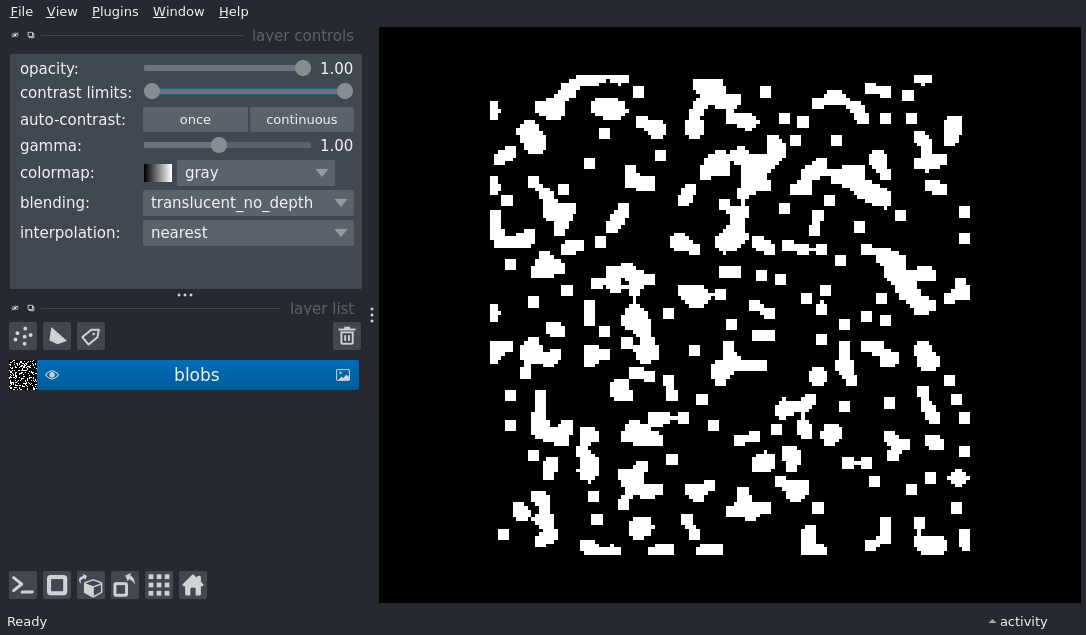 File View Plugins Window Help
layer controls
opacity: 1.00
contrast limits:
auto-contrast: once continuous
gamma: 1.00
colormap: gray
blending: translucent_no_depth
interpolation: nearest
layer list
blobs
Ready activity